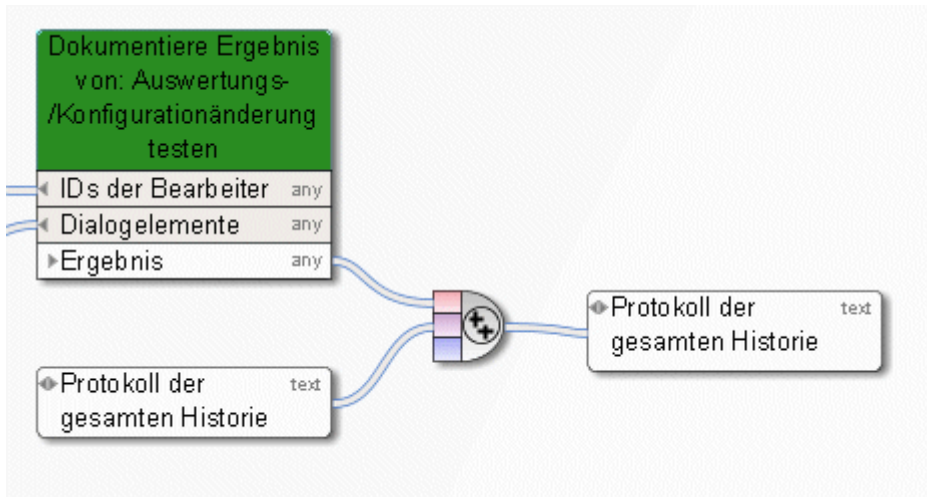 Dokumentiere Ergebnis
von: Auswertungs-
/Konfigurationänderung
testen
IDs der Bearbeiter any
Dialogelemente any
Ergebnis any
Protokoll der text
gesamten Historie
Protokoll der text
gesamten Historie